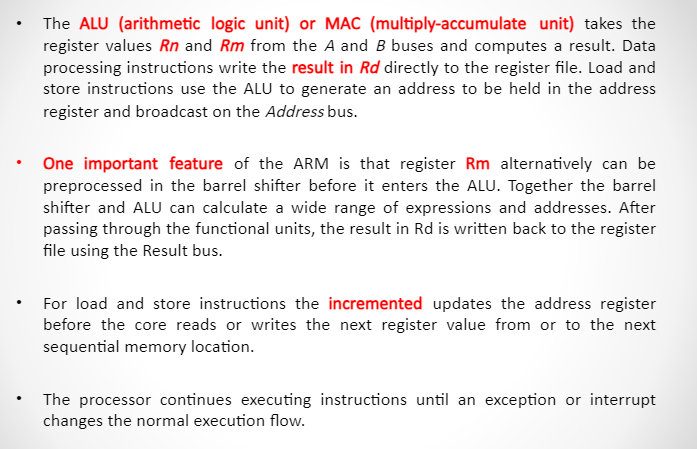 • The ALU (arithmetic logic unit) or MAC (multiply-accumulate unit) takes the
register values Rn and Rm from the A and B buses and computes a result. Data
processing instructions write the result in Rd directly to the register file. Load and
store instructions use the ALU to generate an address to be held in the address
register and broadcast on the Address bus.
• One important feature of the ARM is that register Rm alternatively can be
preprocessed in the barrel shifter before it enters the ALU. Together the barrel
shifter and ALU can calculate a wide range of expressions and addresses. After
passing through the functional units, the result in Rd is written back to the register
file using the Result bus.
• For load and store instructions the incremented updates the address register
before the core reads or writes the next register value from or to the next
sequential memory location.
• The processor continues executing instructions until an exception or interrupt
changes the normal execution flow.